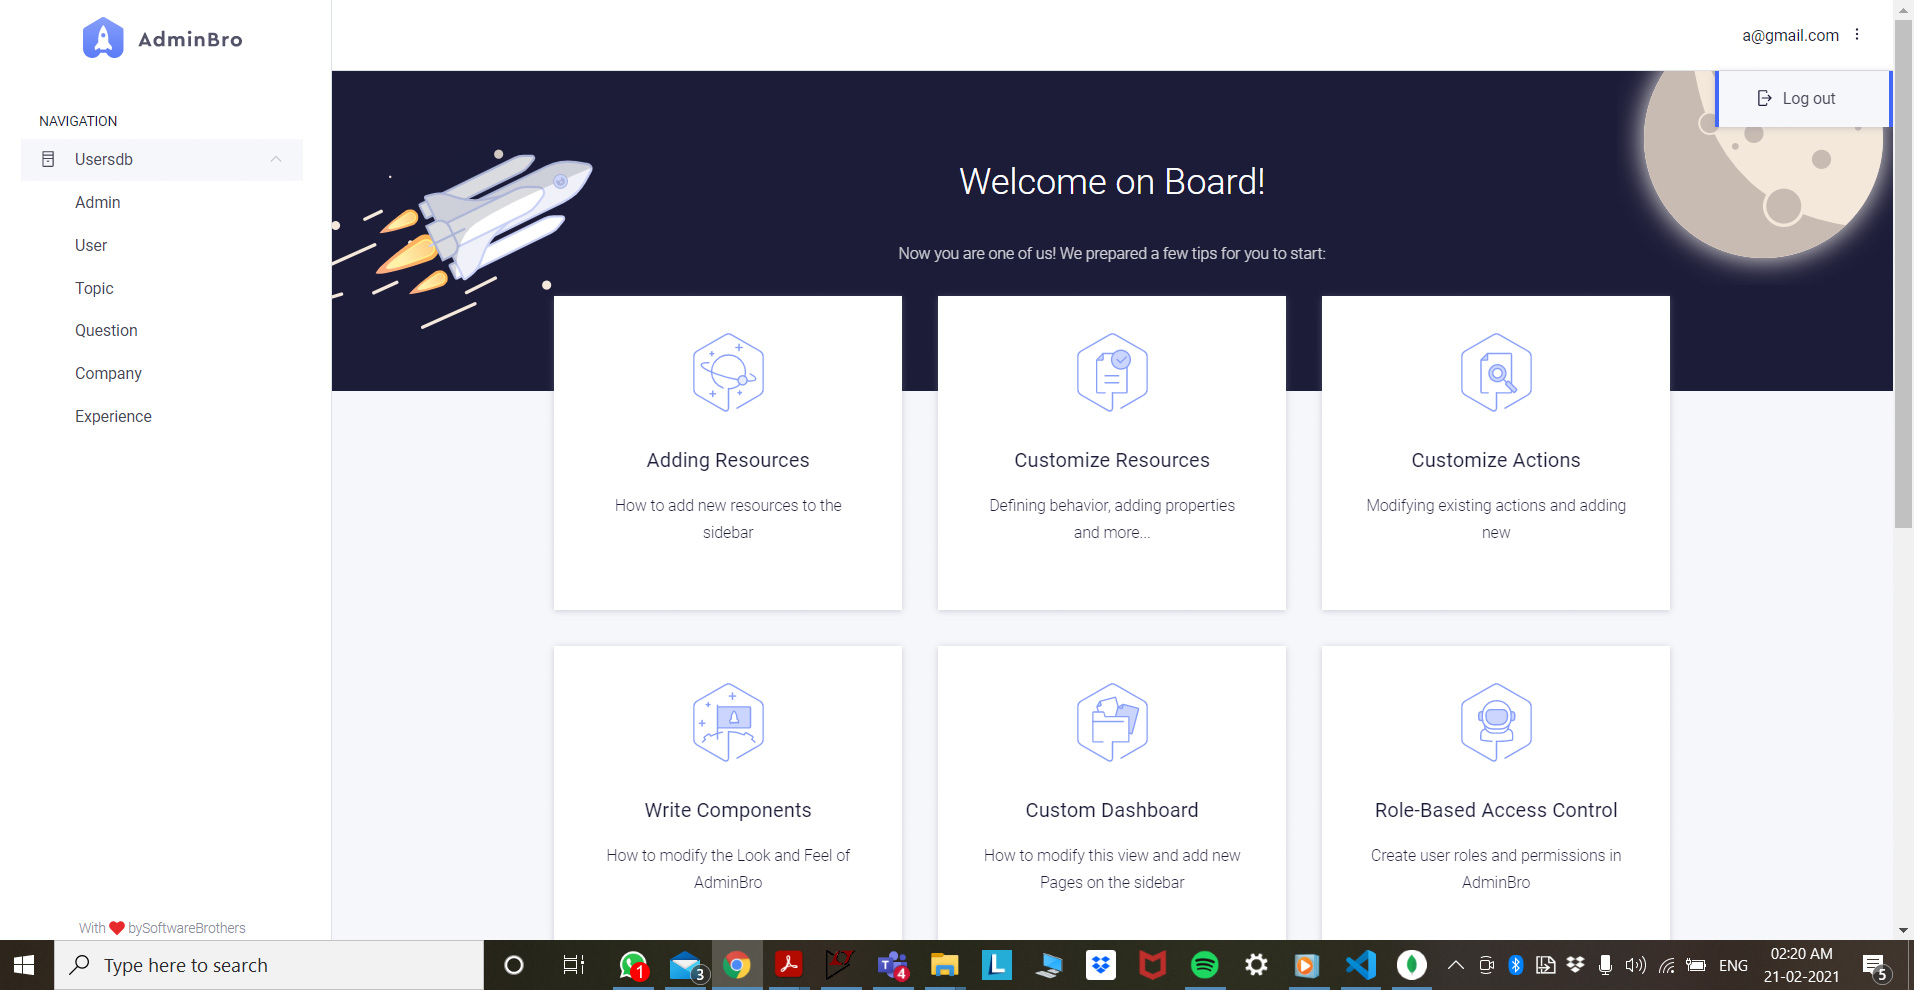 AdminBro
a@gmail.com
Log out
NAVIGATION
Usersdb
Admin
User
Topic
Question
Company
Experience
With bySoftwareBrothers
Welcome on Board!
Now you are one of us! We prepared a few tips for you to start:
Adding Resources
How to add new resources to the
sidebar
Customize Resources
Defining behavior, adding properties
and more...
Customize Actions
Modifying existing actions and adding
new
Write Components
How to modify the Look and Feel of
AdminBro
Custom Dashboard
How to modify this view and add new
Pages on the sidebar
Role-Based Access Control
Create user roles and permissions in
AdminBro
Type here to search
1
3
T
4
L
ENG
02:20 AM
21-02-2021
5